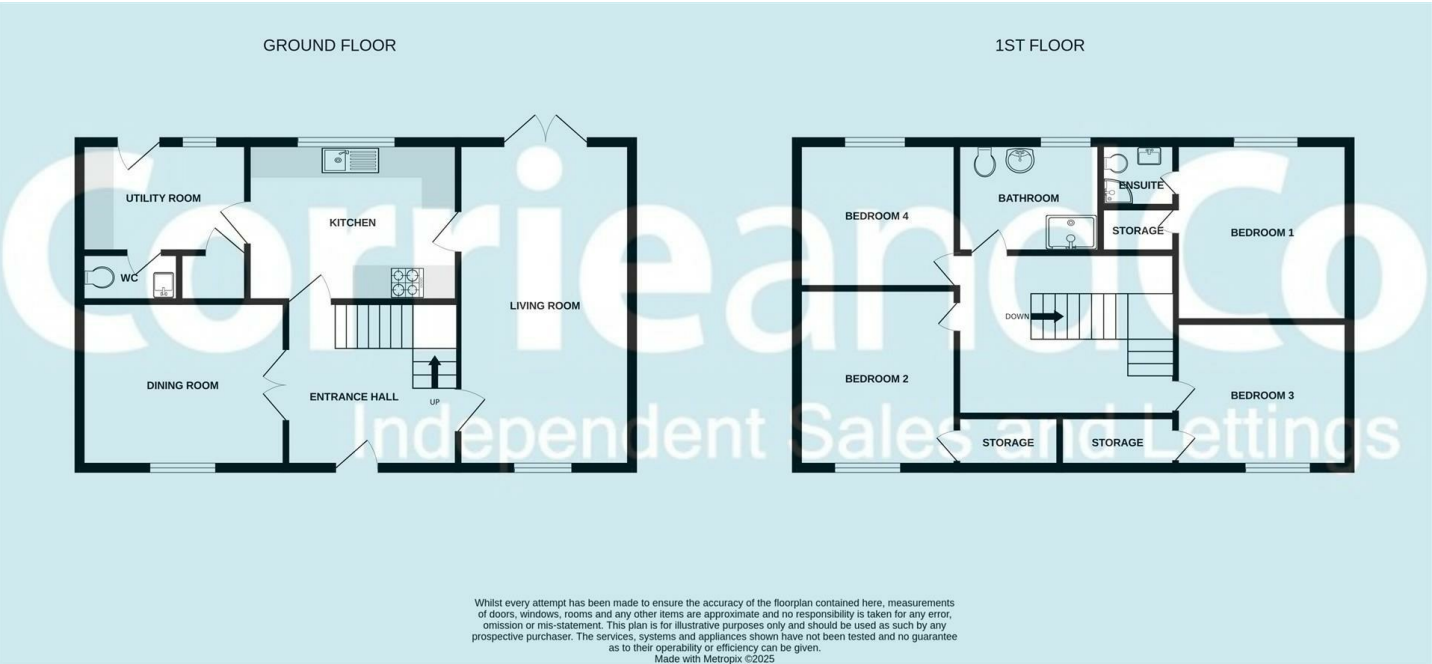 GROUND FLOOR
1ST FLOOR
CorrieandCo
Independent Sales and Lettings
UTILITY ROOM
KITCHEN
WC
LIVING ROOM
DINING ROOM
ENTRANCE HALL
UP
BEDROOM 4
BATHROOM
ENSUITE
STORAGE
BEDROOM 1
DOWN
BEDROOM 2
BEDROOM 3
STORAGE
STORAGE
Whilst every attempt has been made to ensure the accuracy of the floorplan contained here, measurements
of doors, windows, rooms and any other items are approximate and no responsibility is taken for any error,
omission or mis-statement. This plan is for illustrative purposes only and should be used as such by any
prospective purchaser. The services, systems and appliances shown have not been tested and no guarantee
as to their operability or efficiency can be given.
Made with Metropix ©2025